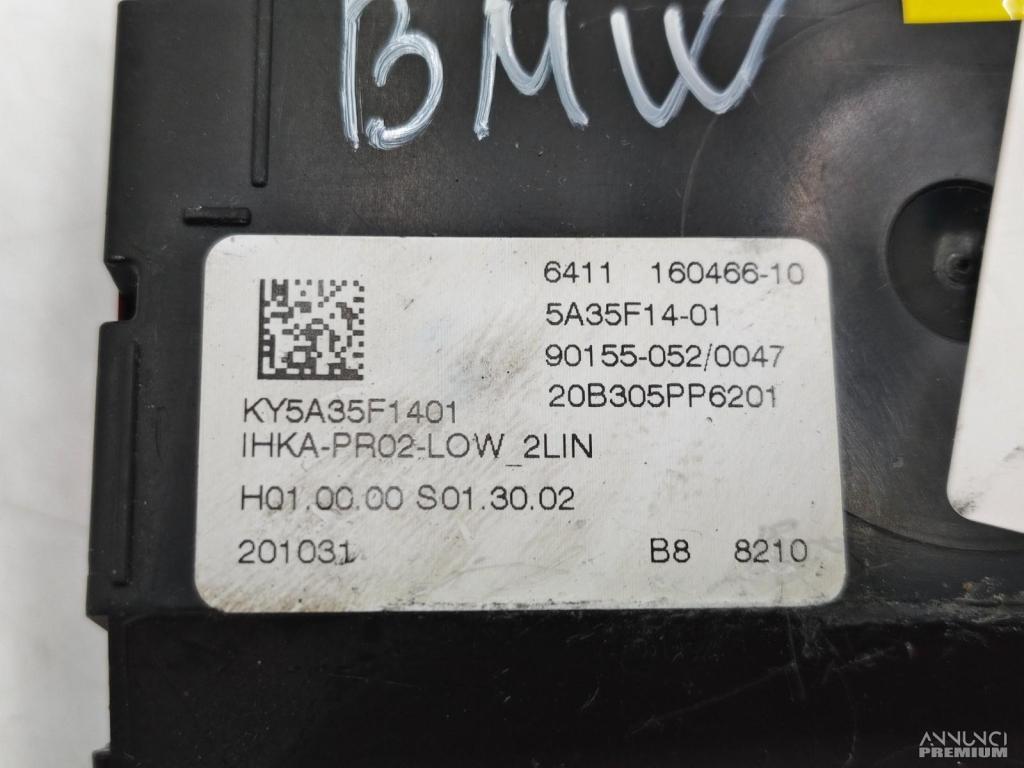 BMW
6411 160466-10
5A35F14-01
90155-052/0047
20B305PP6201
KY5A35F1401
IHKA-PR02-LOW_2LIN
H01.00.00 S01.30.02
201031
B8 8210
ANNUNCI
PREMIUM